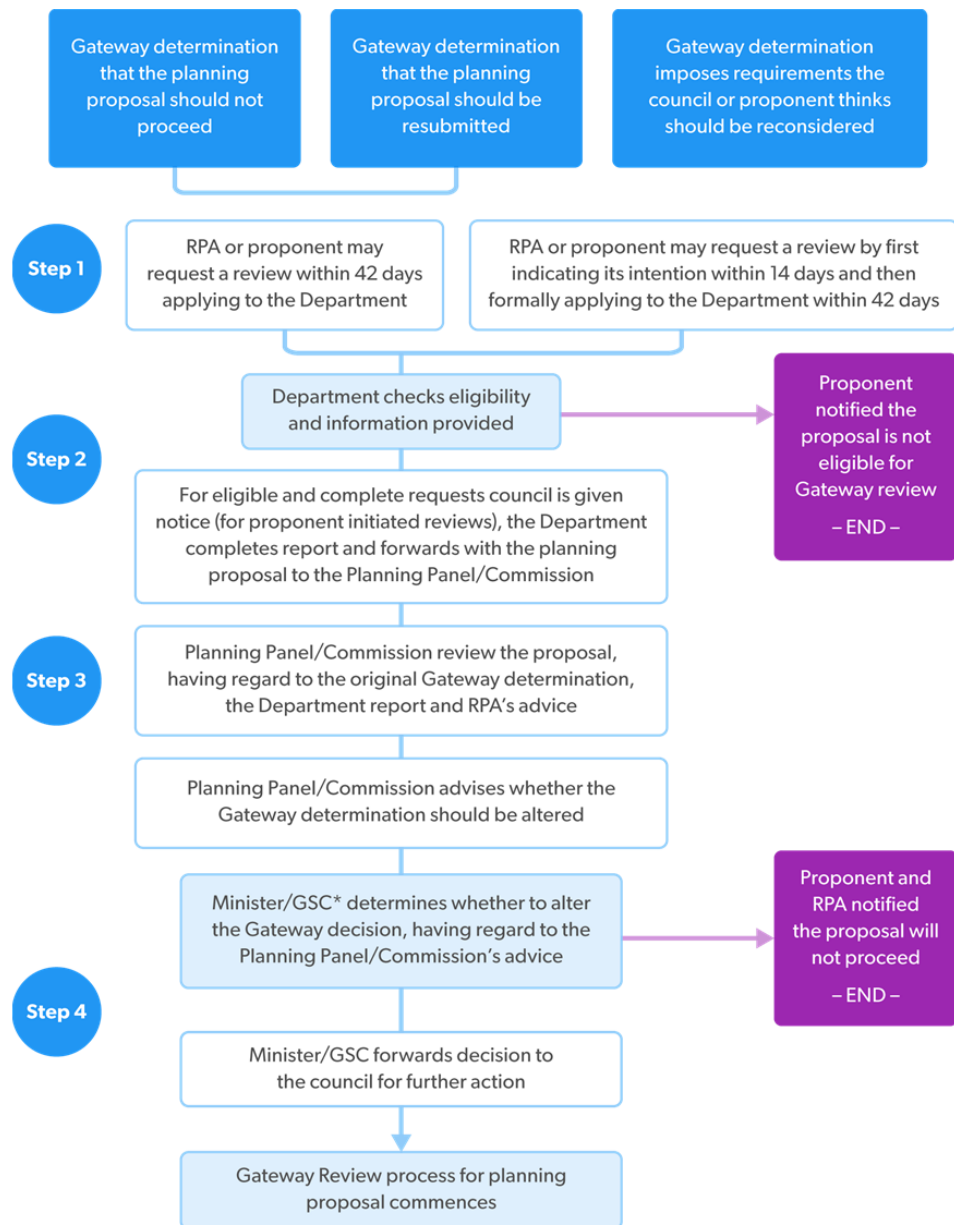 Gateway determination
that the planning
proposal should not
proceed
Gateway determination
that the planning
proposal should be
resubmitted
Gateway determination
imposes requirements the
council or proponent thinks
should be reconsidered
Step 1
RPA or proponent may
request a review within 42 days
applying to the Department
RPA or proponent may request a review by first
indicating its intention within 14 days and then
formally applying to the Department within 42 days
Step 2
Department checks eligibility
and information provided
Proponent
notified the
proposal is not
eligible for
Gateway review
– END –
For eligible and complete requests council is given
notice (for proponent initiated reviews), the Department
completes report and forwards with the planning
proposal to the Planning Panel/Commission
Step 3
Planning Panel/Commission review the proposal,
having regard to the original Gateway determination,
the Department report and RPA’s advice
Planning Panel/Commission advises whether the
Gateway determination should be altered
Step 4
Minister/GSC* determines whether to alter
the Gateway decision, having regard to the
Planning Panel/Commission’s advice
Proponent and
RPA notified
the proposal will
not proceed
– END –
Minister/GSC forwards decision to
the council for further action
Gateway Review process for planning
proposal commences